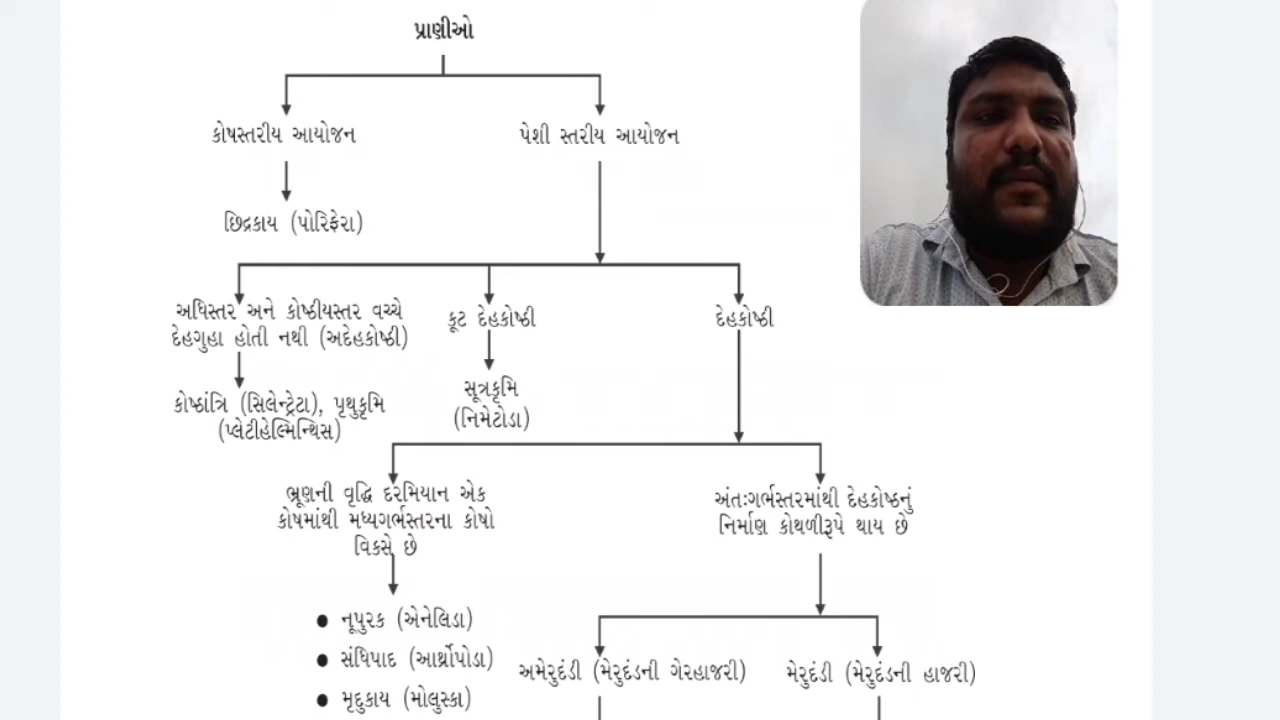 પ્રાણીઓ
કોષસ્તરીય આયોજન
પેશી સ્તરીય આયોજન
છિદ્રકાય (પોરિફેરા)
અધિસ્તર અને કોષ્ઠીયસ્તર વચ્ચે
દેહગુહા હોતી નથી (અદેહકોષ્ઠી)
કૂટ દેહકોષ્ઠી
દેહકોષ્ઠી
કોષ્ઠાંત્રિ (સિલેન્ટ્રેટા), પૃથુકૃમિ
(પ્લેટીહેલ્મિન્થિસ)
સૂત્રકૃમિ
(નિમેટોડા)
ભ્રૂણની વૃદ્ધિ દરમિયાન એક
કોષમાંથી મધ્યગર્ભસ્તરના કોષો
વિકસે છે
અંતઃગર્ભસ્તરમાંથી દેહકોષ્ઠનું
નિર્માણ કોથળીરૂપે થાય છે
● નૂપુરક (એનેલિડા)
● સંધિપાદ (આર્થ્રોપોડા)
● મૃદુકાય (મોલુસ્કા)
અમેરુદંડી (મેરુદંડની ગેરહાજરી)
મેરુદંડી (મેરુદંડની હાજરી)